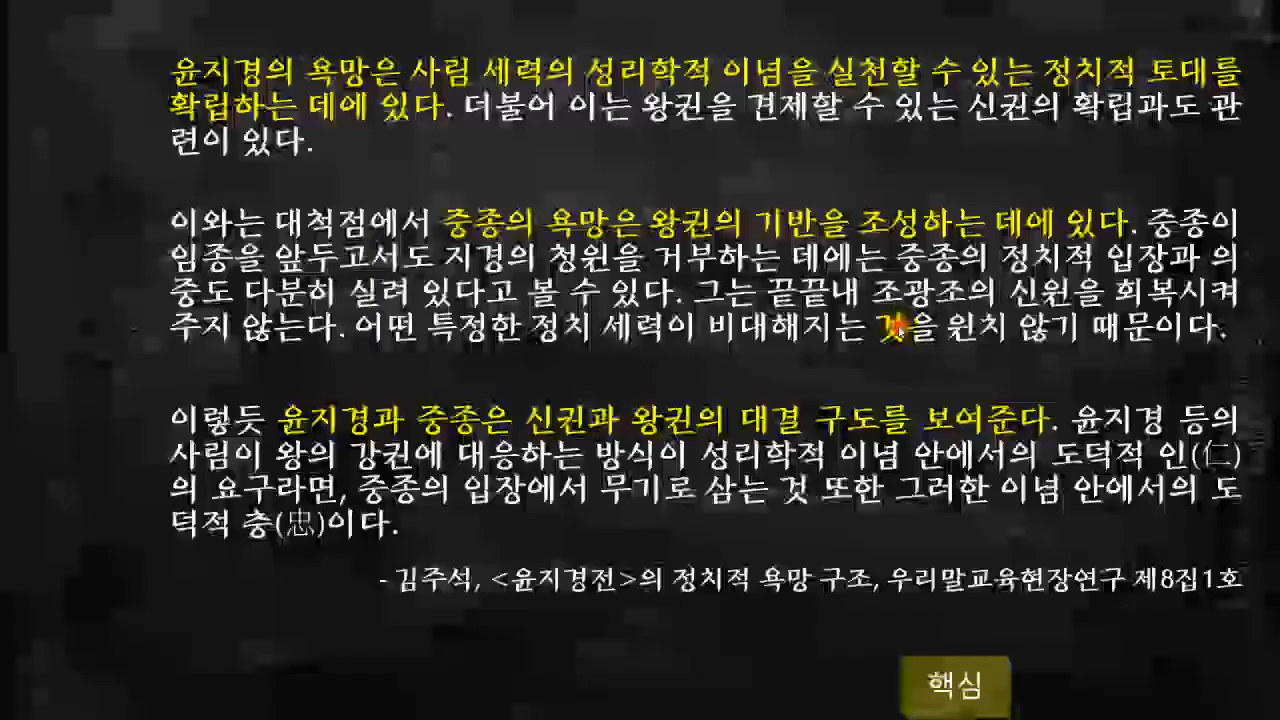 윤지경의 욕망은 사림 세력의 성리학적 이념을 실천할 수 있는 정치적 토대를
확립하는 데에 있다. 더불어 이는 왕권을 견제할 수 있는 신권의 확립과도 관
련이 있다.
이와는 대척점에서 중종의 욕망은 왕권의 기반을 조성하는 데에 있다. 중종이
임종을 앞두고서도 지경의 청원을 거부하는 데에는 중종의 정치적 입장과 의
중도 다분히 실려 있다고 볼 수 있다. 그는 끝끝내 조광조의 신원을 회복시켜
주지 않는다. 어떤 특정한 정치 세력이 비대해지는 것을 원치 않기 때문이다.
이렇듯 윤지경과 중종은 신권과 왕권의 대결 구도를 보여준다. 윤지경 등의
사림이 왕의 강권에 대응하는 방식이 성리학적 이념 안에서의 도덕적 인(仁)
의 요구라면, 중종의 입장에서 무기로 삼는 것 또한 그러한 이념 안에서의 도
덕적 충(忠)이다.
- 김주석, <윤지경전>의 정치적 욕망 구조, 우리말교육현장연구 제8집1호
핵심